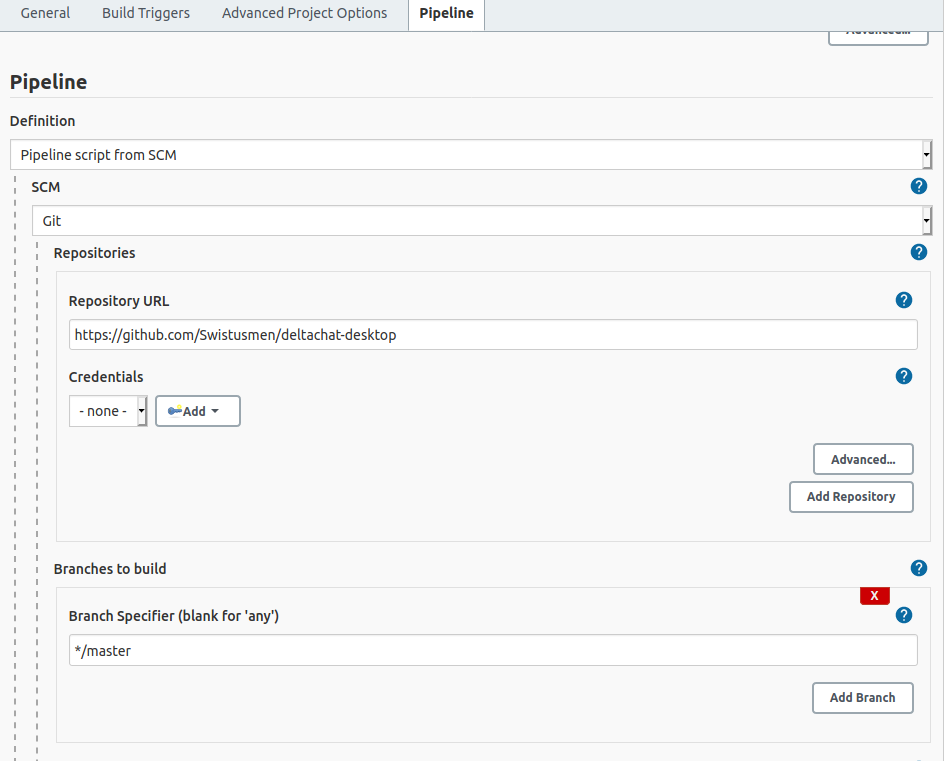 General Build Triggers Advanced Project Options Pipeline
Advanced...
Pipeline
Definition
Pipeline script from SCM
SCM ?
Git
Repositories ?
Repository URL ?
https://github.com/Swistusmen/deltachat-desktop
Credentials ?
- none - Add
Advanced...
Add Repository
Branches to build ?
X
Branch Specifier (blank for 'any') ?
*/master
Add Branch